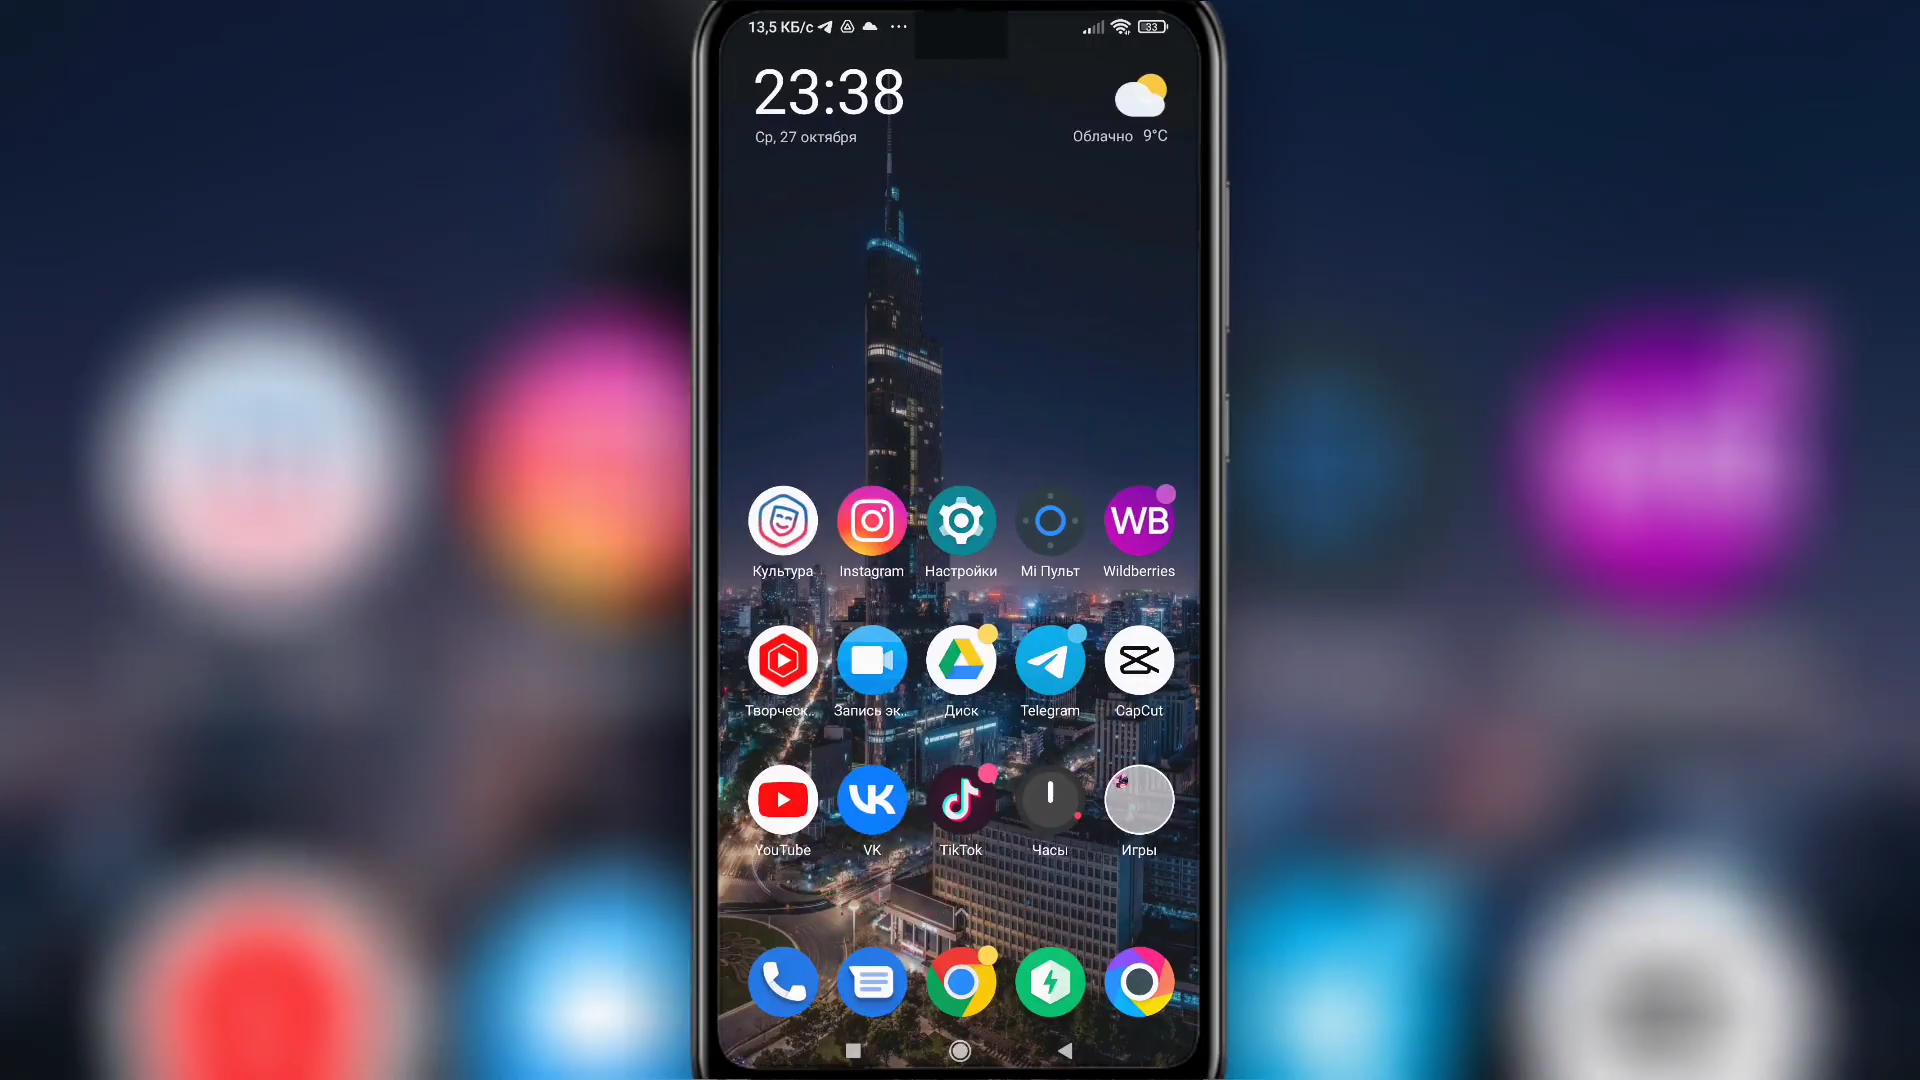 13,5 КБ/с 33
23:38
Ср, 27 октября
Облачно 9°C
WB
Культура Instagram Настройки Mi Пульт Wildberries
Творческ.. Запись эк.. Диск Telegram CapCut
YouTube VK TikTok Часы Игры